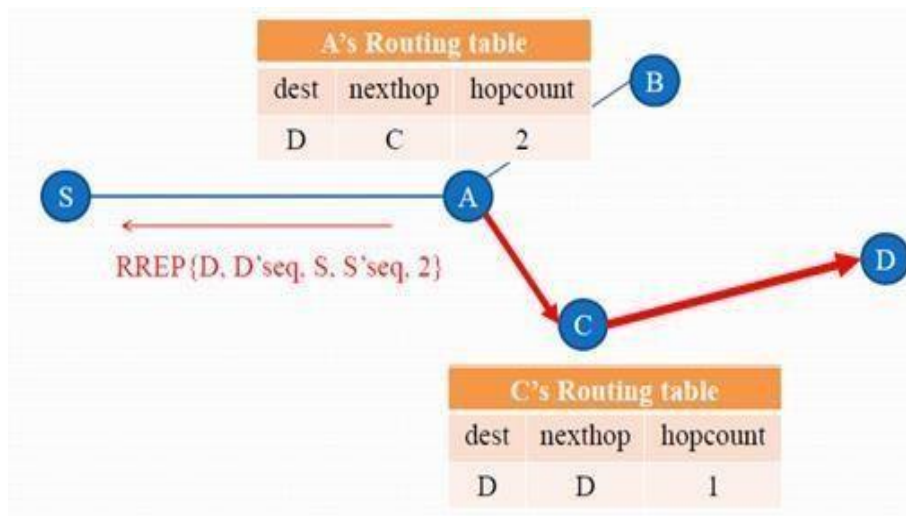 A's Routing table
dest nexthop hopcount
D C 2
B
S
A
RREP{D, D'seq, S, S'seq, 2}
D
C
C's Routing table
dest nexthop hopcount
D D 1